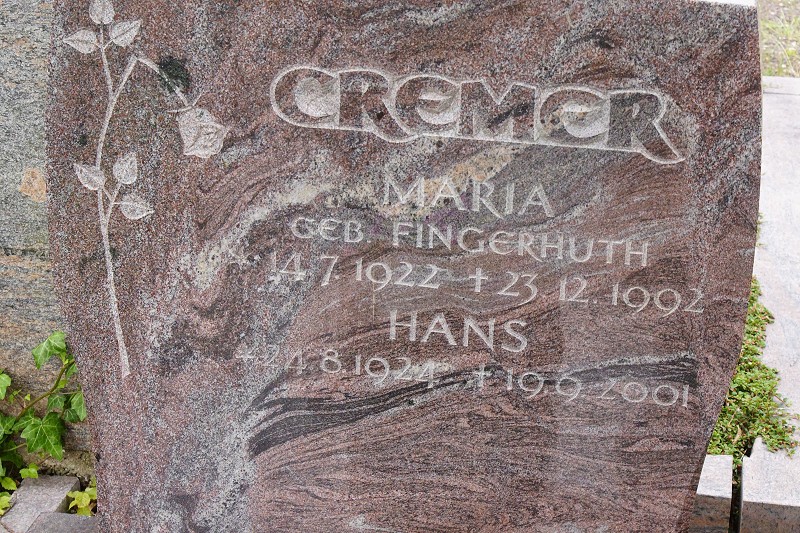 CREMER
MARIA
GEB. FINGERHUTH
* 14.7.1922 + 23.12.1992
HANS
* 24.8.1924 + 19.9.2001